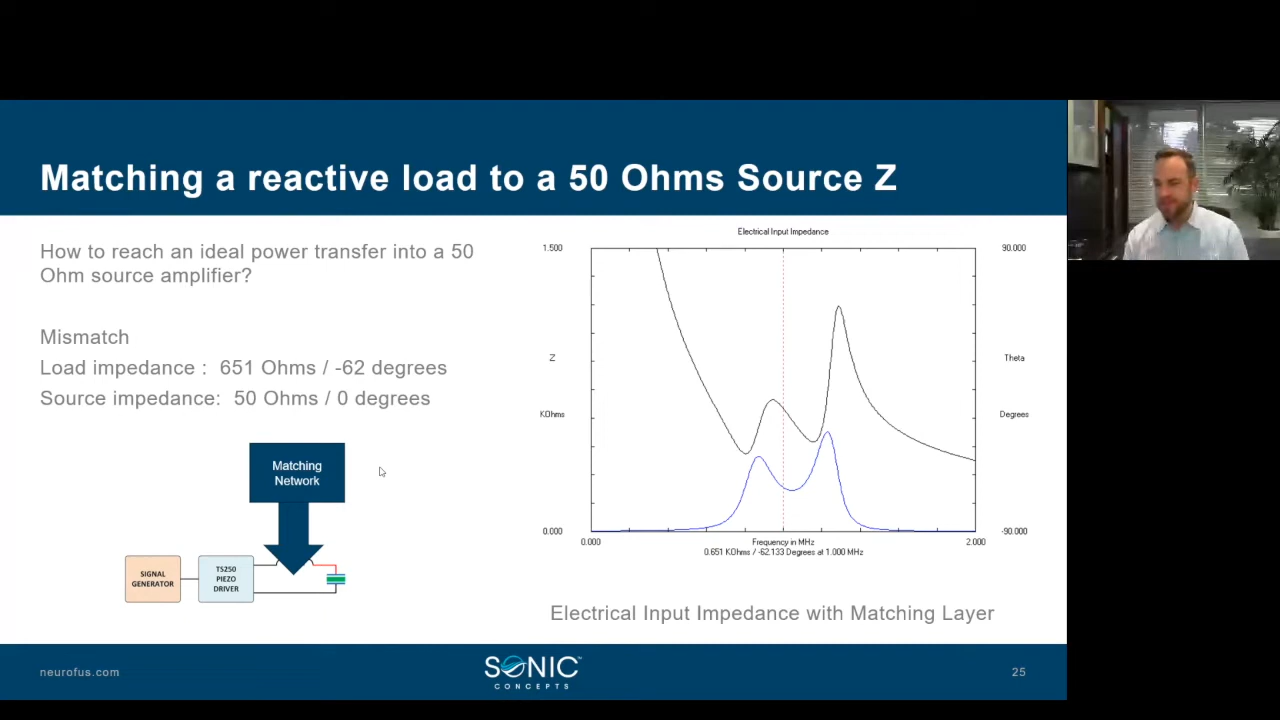 Matching a reactive load to a 50 Ohms Source Z
How to reach an ideal power transfer into a 50
Ohm source amplifier?
Mismatch
Load impedance : 651 Ohms / -62 degrees
Source impedance: 50 Ohms / 0 degrees
Matching
Network
SIGNAL
GENERATOR
TS250
PIEZO
DRIVER
Electrical Input Impedance
1.500
90.000
Z
Theta
KOhms
Degrees
0.000
-90.000
0.000
Frequency in MHz
2.000
0.651 KOhms / -62.133 Degrees at 1.000 MHz
Electrical Input Impedance with Matching Layer
neurofus.com
SONIC
CONCEPTS
25